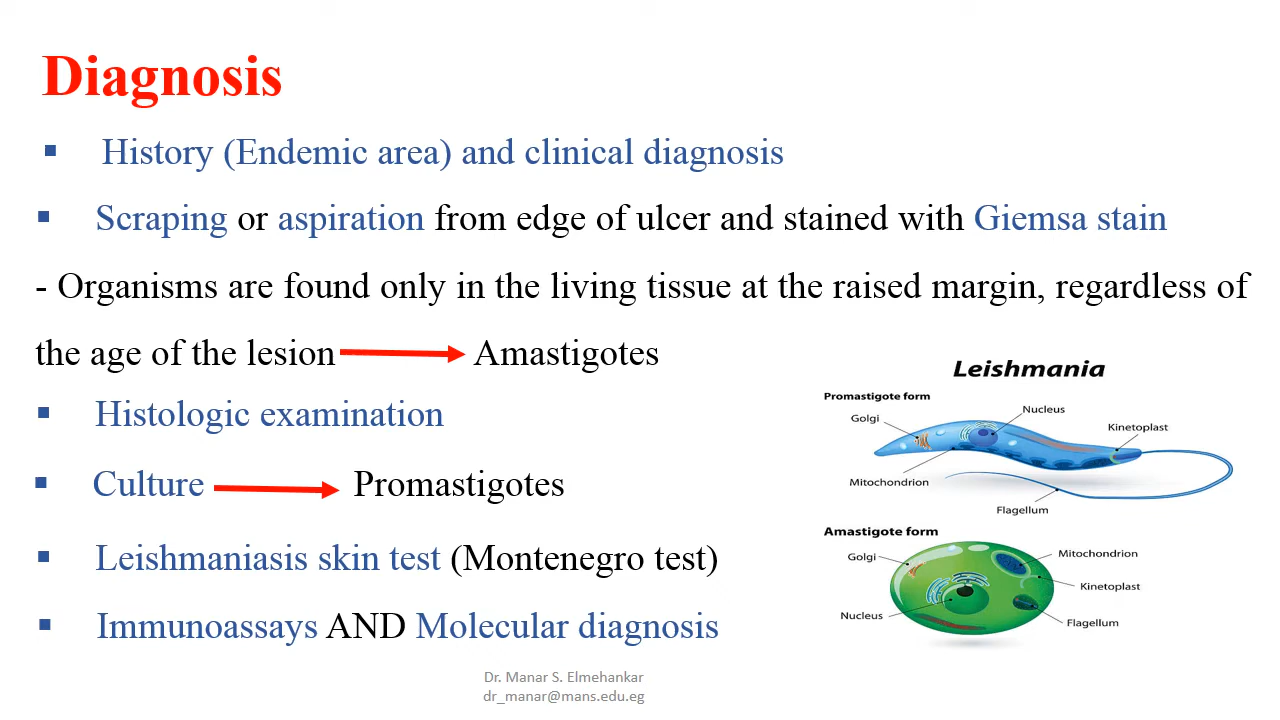 Diagnosis
▪ History (Endemic area) and clinical diagnosis
▪ Scraping or aspiration from edge of ulcer and stained with Giemsa stain
- Organisms are found only in the living tissue at the raised margin, regardless of
the age of the lesion Amastigotes
▪ Histologic examination
▪ Culture Promastigotes
▪ Leishmaniasis skin test (Montenegro test)
▪ Immunoassays AND Molecular diagnosis
Leishmania
Promastigote form
Golgi
Nucleus
Kinetoplast
Mitochondrion
Flagellum
Amastigote form
Golgi
Mitochondrion
Kinetoplast
Nucleus
Flagellum
Dr. Manar S. Elmehankar
dr_manar@mans.edu.eg